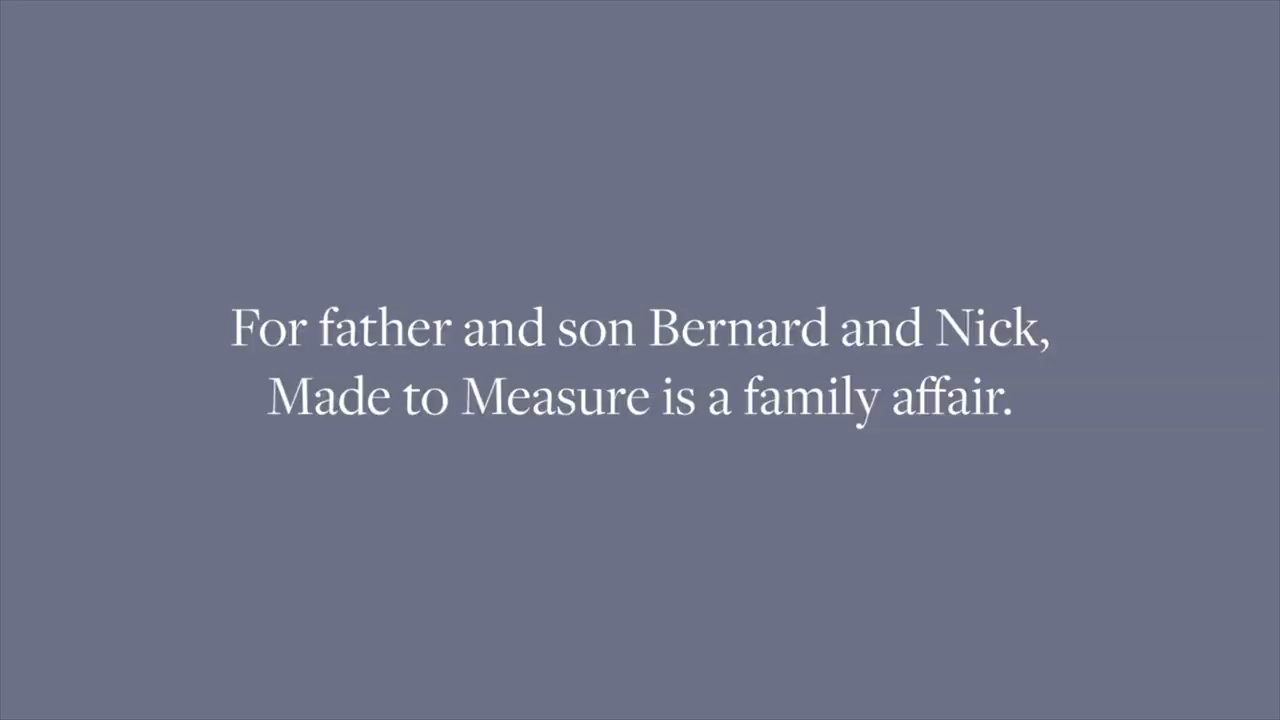 For father and son Bernard and Nick,
Made to Measure is a family affair.